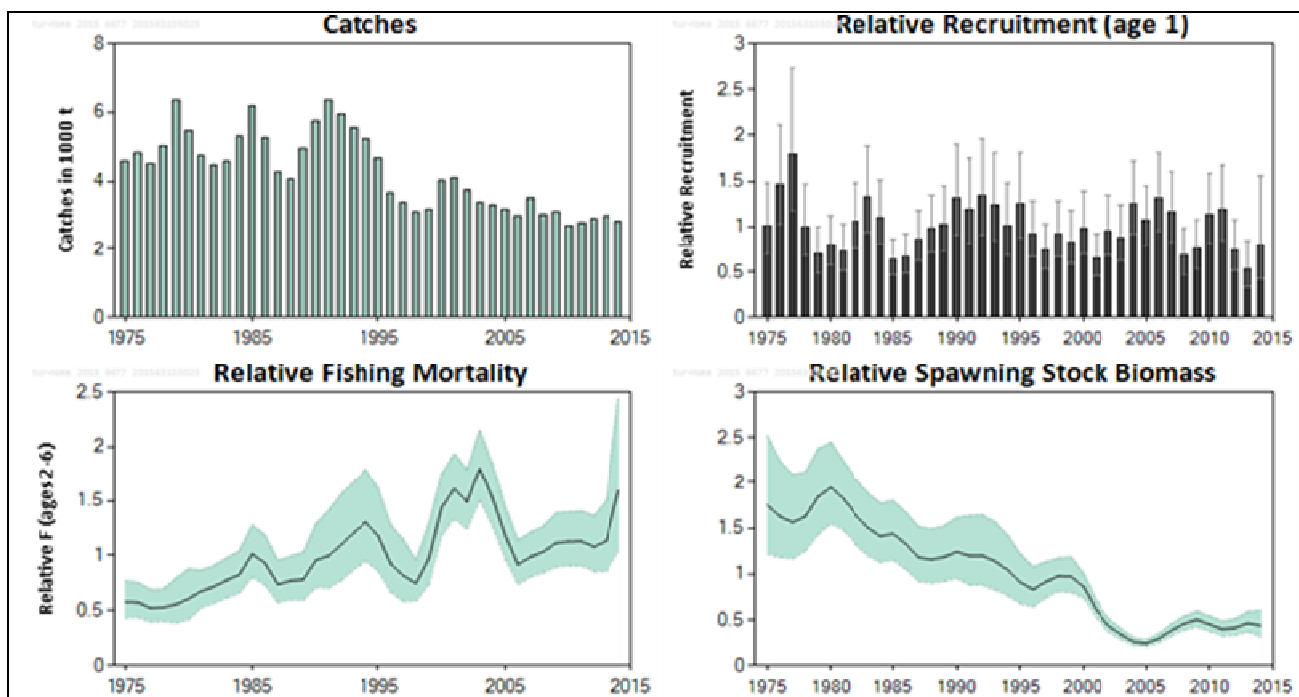 Catches
Catches in 1000 t
8
6
4
2
0
1975 1985 1995 2005 2015
Relative Recruitment (age 1)
Relative Recruitment
3
2.5
2
1.5
1
0.5
0
1975 1980 1985 1990 1995 2000 2005 2010 2015
Relative Fishing Mortality
Relative F (ages 2-6)
2.5
2
1.5
1
0.5
0
1975 1985 1995 2005 2015
Relative Spawning Stock Biomass
3
2.5
2
1.5
1
0.5
0
1975 1980 1985 1990 1995 2000 2005 2010 2015